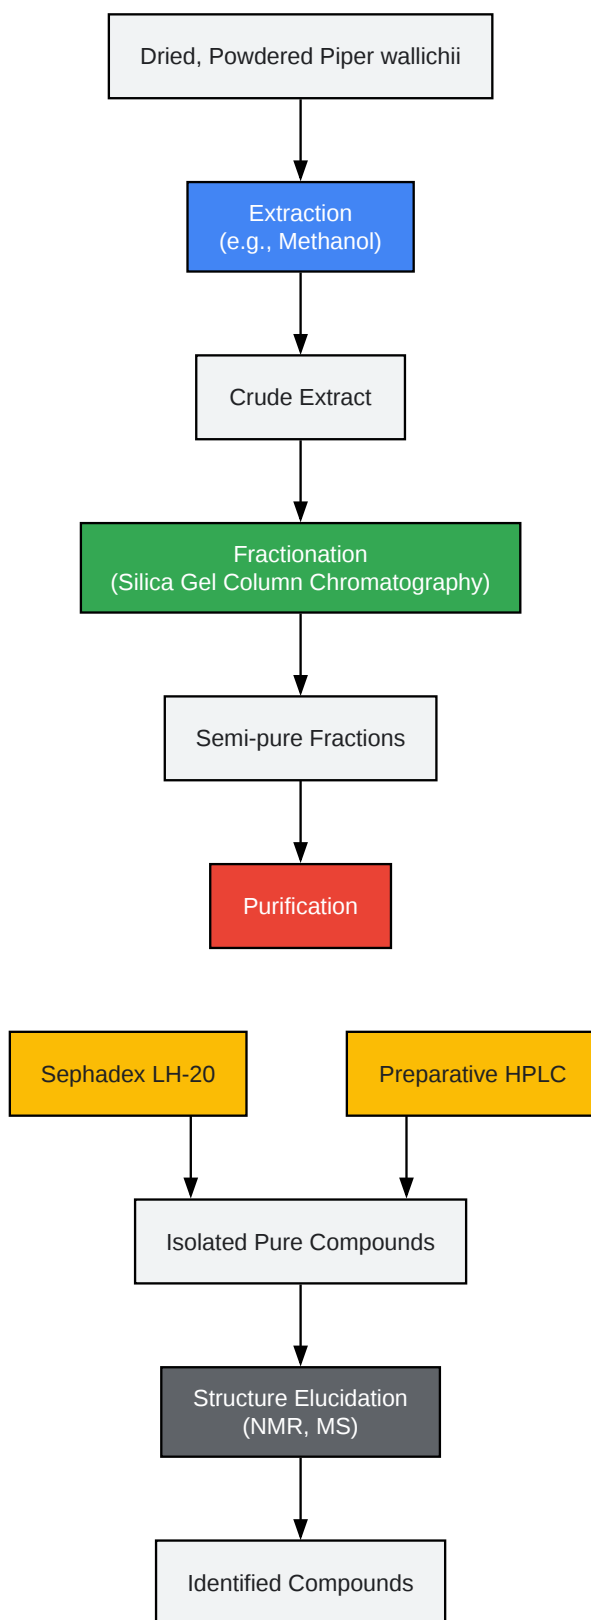 Dried, Powdered Piper wallichii
Extraction
(e.g., Methanol)
Crude Extract
Fractionation
(Silica Gel Column Chromatography)
Semi-pure Fractions
Purification
Sephadex LH-20
Preparative HPLC
Isolated Pure Compounds
Structure Elucidation
(NMR, MS)
Identified Compounds